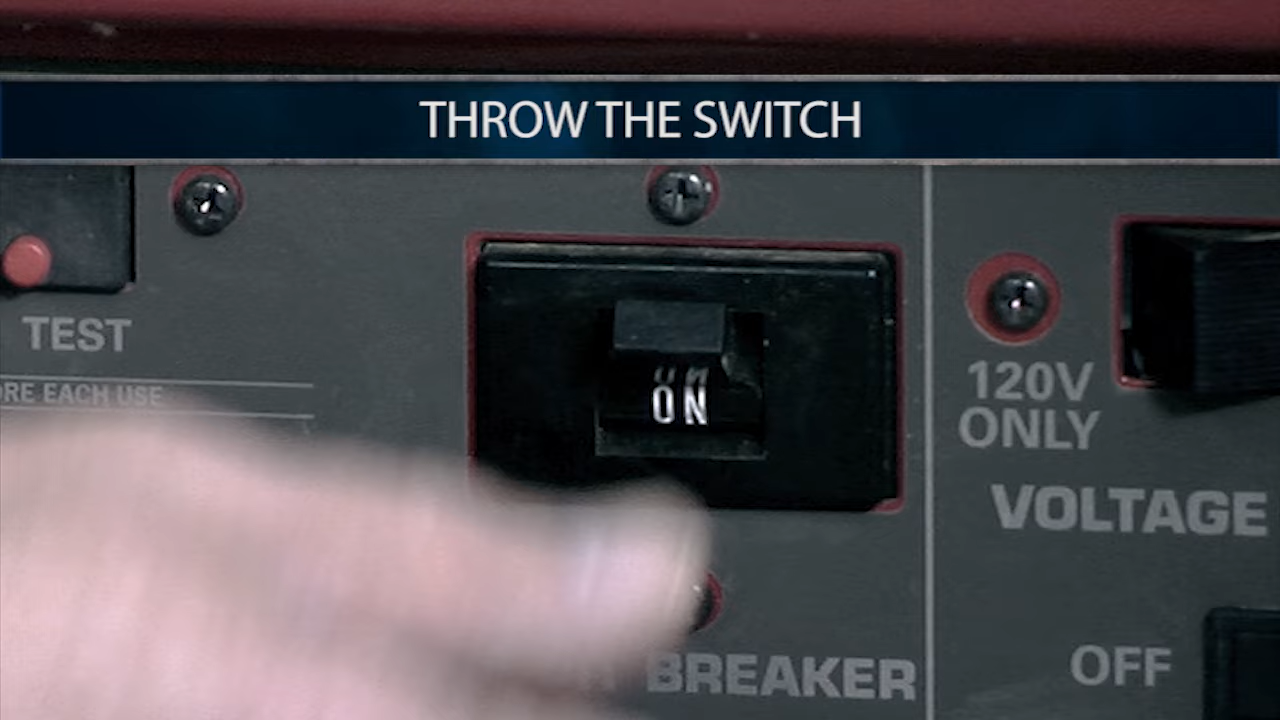 THROW THE SWITCH
TEST
ORE EACH USE
ON
120V
ONLY
VOLTAGE
BREAKER
OFF